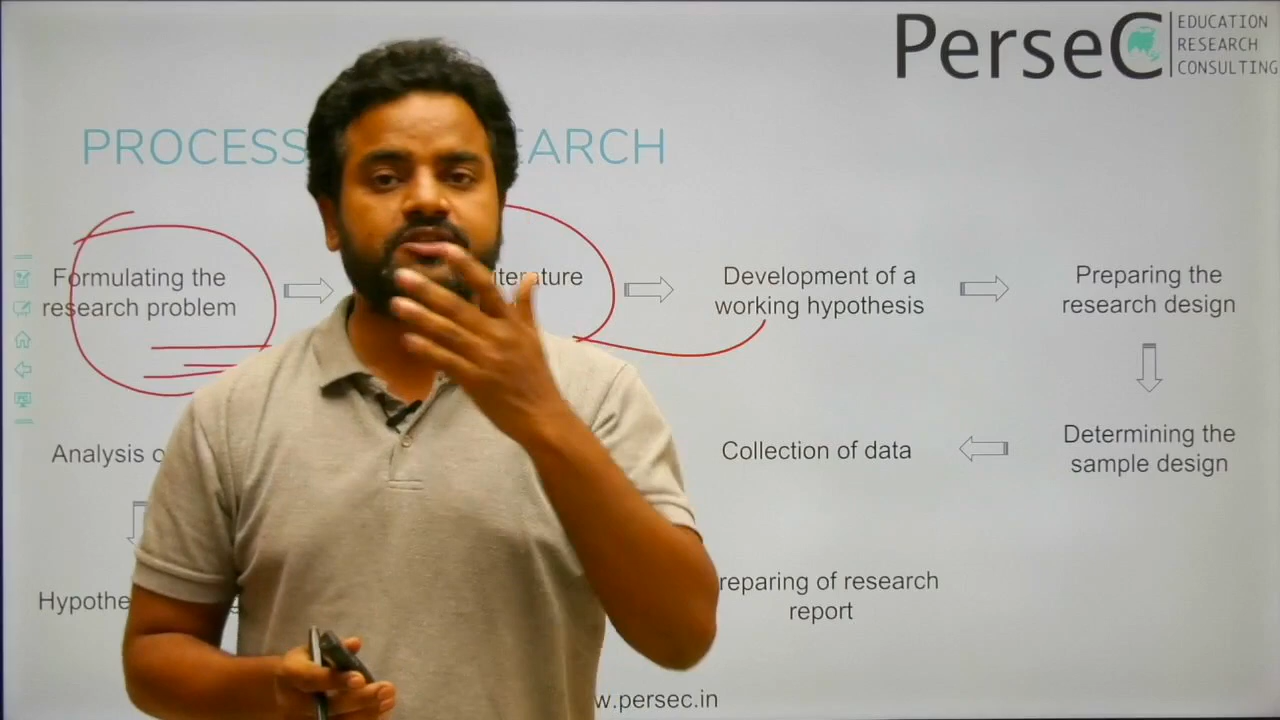 PerseC
EDUCATION
RESEARCH
CONSULTING
PROCESS
EARCH
Formulating the
research problem
iterature
Development of a
working hypothesis
Preparing the
research design
Analysis o
Collection of data
Determining the
sample design
Hypothe
reparing of research
report
w.persec.in